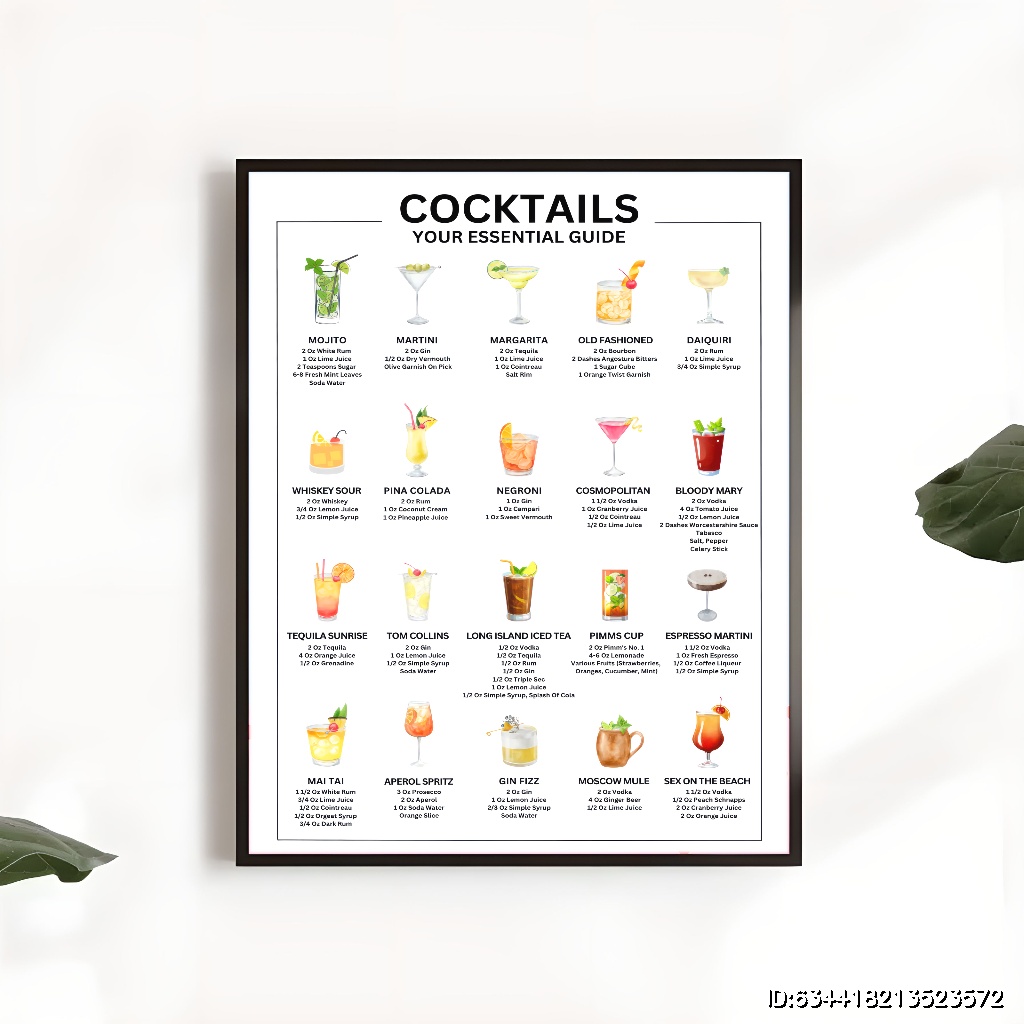 COCKTAILS
YOUR ESSENTIAL GUIDE
MOJITO
2 Oz White Rum
1 Oz Lime Juice
2 Teaspoons Sugar
6-8 Fresh Mint Leaves
Soda Water
MARTINI
2 Oz Gin
1/2 Oz Dry Vermouth
Olive Garnish On Pick
MARGARITA
2 Oz Tequila
1 Oz Lime Juice
1 Oz Cointreau
Salt Rim
OLD FASHIONED
2 Oz Bourbon
2 Dashes Angostura Bitters
1 Sugar Cube
1 Orange Twist Garnish
DAIQUIRI
2 Oz Rum
1 Oz Lime Juice
3/4 Oz Simple Syrup
WHISKEY SOUR
2 Oz Whiskey
3/4 Oz Lemon Juice
1/2 Oz Simple Syrup
PINA COLADA
2 Oz Rum
1 Oz Coconut Cream
1 Oz Pineapple Juice
NEGRONI
1 Oz Gin
1 Oz Campari
1 Oz Sweet Vermouth
COSMOPOLITAN
1 1/2 Oz Vodka
1 Oz Cranberry Juice
1/2 Oz Cointreau
1/2 Oz Lime Juice
BLOODY MARY
2 Oz Vodka
4 Oz Tomato Juice
1/2 Oz Lemon Juice
2 Dashes Worcestershire Sauce
Tabasco
Salt, Pepper
Celery Stick
TEQUILA SUNRISE
2 Oz Tequila
4 Oz Orange Juice
1/2 Oz Grenadine
TOM COLLINS
2 Oz Gin
1 Oz Lemon Juice
1/2 Oz Simple Syrup
Soda Water
LONG ISLAND ICED TEA
1/2 Oz Vodka
1/2 Oz Tequila
1/2 Oz Rum
1/2 Oz Gin
1/2 Oz Triple Sec
1 Oz Lemon Juice
1/2 Oz Simple Syrup, Splash Of Cola
PIMMS CUP
2 Oz Pimm's No. 1
4-6 Oz Lemonade
Various Fruits (Strawberries,
Oranges, Cucumber, Mint)
ESPRESSO MARTINI
1 1/2 Oz Vodka
1 Oz Fresh Espresso
1/2 Oz Coffee Liqueur
1/2 Oz Simple Syrup
MAI TAI
1 1/2 Oz White Rum
3/4 Oz Lime Juice
1/2 Oz Cointreau
1/2 Oz Orgeat Syrup
3/4 Oz Dark Rum
APEROL SPRITZ
3 Oz Prosecco
2 Oz Aperol
1 Oz Soda Water
Orange Slice
GIN FIZZ
2 Oz Gin
1 Oz Lemon Juice
2/3 Oz Simple Syrup
Soda Water
MOSCOW MULE
2 Oz Vodka
4 Oz Ginger Beer
1/2 Oz Lime Juice
SEX ON THE BEACH
1 1/2 Oz Vodka
1/2 Oz Peach Schnapps
2 Oz Cranberry Juice
2 Oz Orange Juice
ID:634418213523572